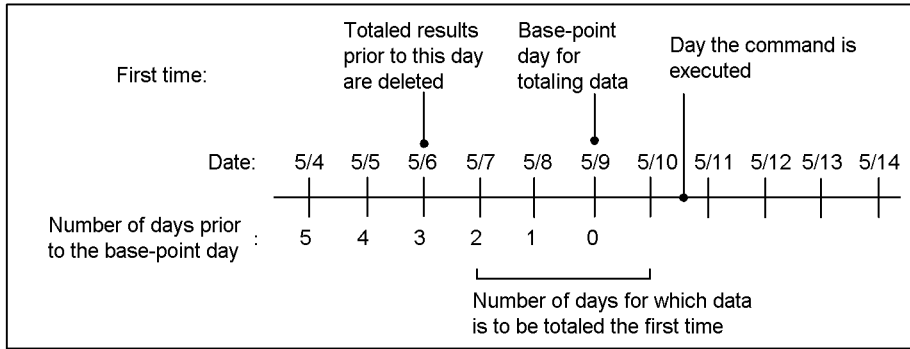 Totaled results
prior to this day
are deleted
Base-point
day for
totaling data
Day the command is
executed
First time:
Date: 5/4 5/5 5/6 5/7 5/8 5/9 5/10 5/11 5/12 5/13 5/14
Number of days prior
to the base-point day : 5 4 3 2 1 0
Number of days for which data
is to be totaled the first time